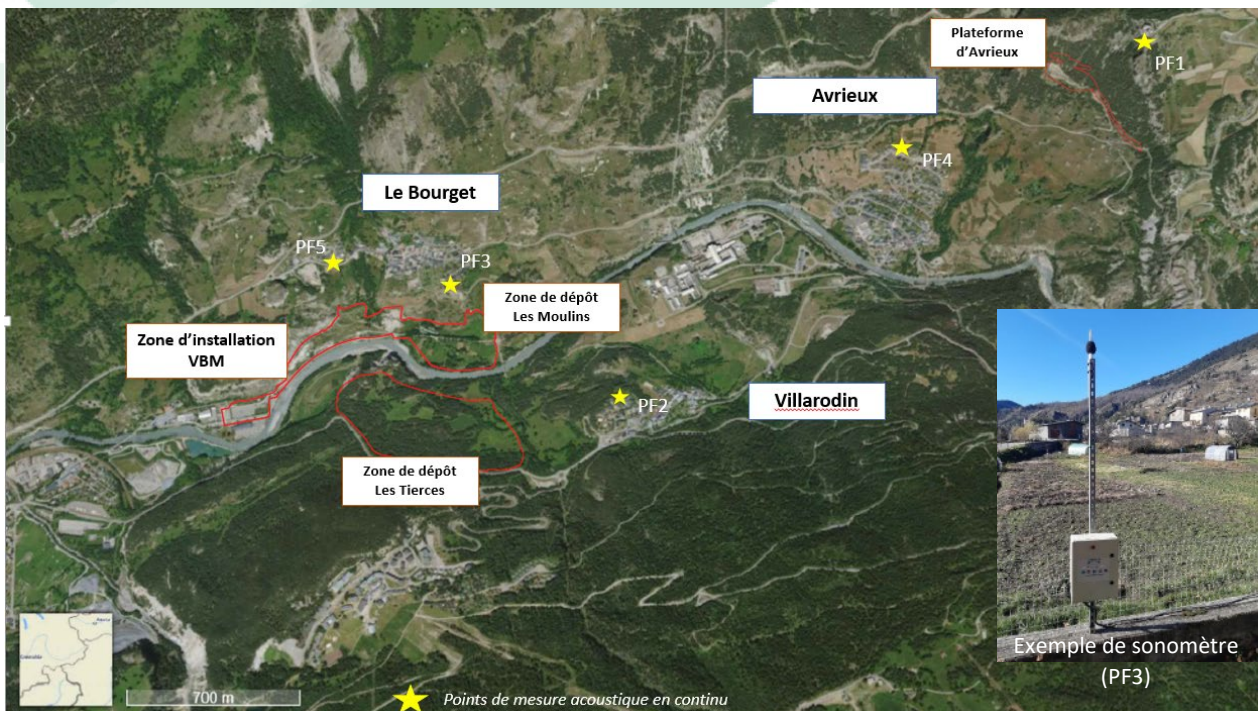 Plateforme
d'Avrieux
PF1
Avrieux
PF4
Le Bourget
PF5
PF3
Zone de dépôt
Les Moulins
Zone d'installation
VBM
PF2
Villarodin
Zone de dépôt
Les Tierces
Exemple de sonomètre
(PF3)
700 m
Points de mesure acoustique en continu